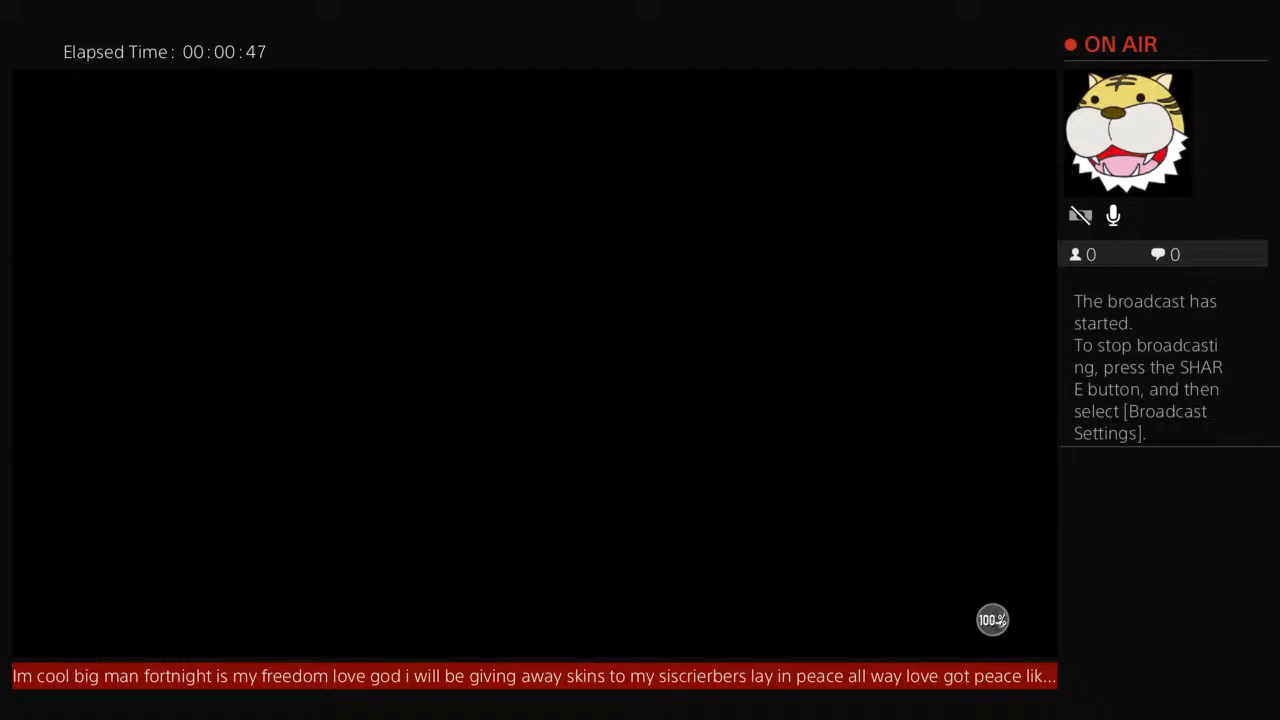 Elapsed Time: 00:00:47
ON AIR
0 0
The broadcast has
started.
To stop broadcasti
ng, press the SHAR
E button, and then
select [Broadcast
Settings].
100%
Im cool big man fortnight is my freedom love god i will be giving away skins to my siscrierbers lay in peace all way love got peace lik...